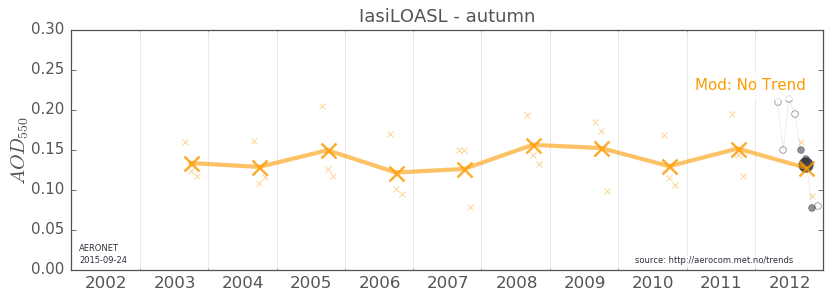 IasiLOASL - autumn
0.30
0.25
0.20
0.15
0.10
0.05
0.00
AOD550
Mod: No Trend
AERONET
2015-09-24
source: http://aerocom.met.no/trends
2002 2003 2004 2005 2006 2007 2008 2009 2010 2011 2012